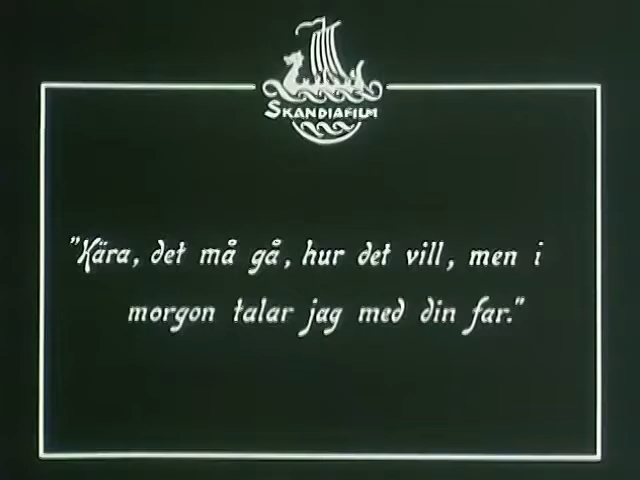 SKANDIAFILM
"Kära, det må gå, hur det vill, men i
morgon talar jag med din far."